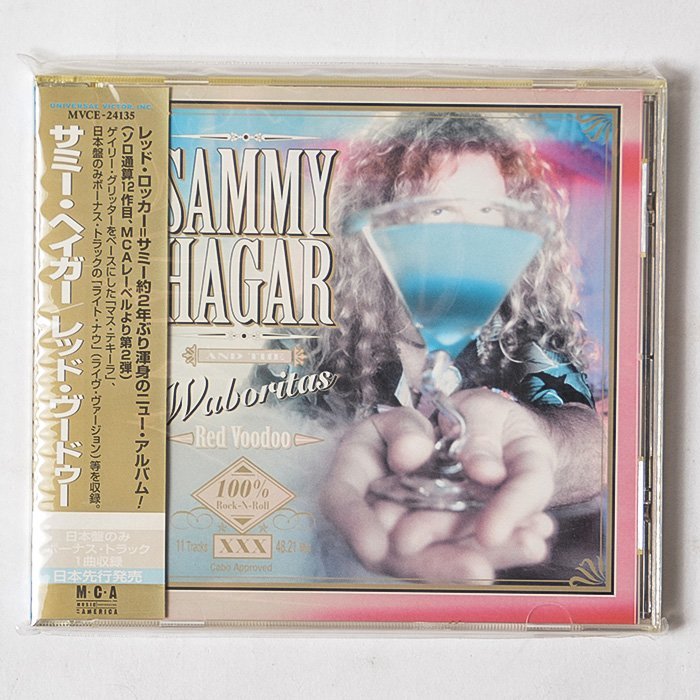 UNIVERSAL VICTOR, INC.
MVCE-24135
サミー・ヘイガー レッド・ヴードゥー
レッド・ロッカー=サミー約2年ぶり渾身のニュー・アルバム!
(ソロ通算12作目、MCAレーベルより第2弾)
ゲイリー・グリッターをベースにした「マス・テキーラ」、
日本盤のみボーナス・トラックの「ライト・ナウ」(ライヴ・ヴァージョン)等を収録。
日本盤のみ
ボーナス・トラック
1曲収録
日本先行発売
M·C·A
MUSIC
AMERICA
SAMMY
HAGAR
AND THE
Waboritas
Red Voodoo
100%
Rock-N-Roll
11 Tracks
XXX
48.21
Cabo Approved